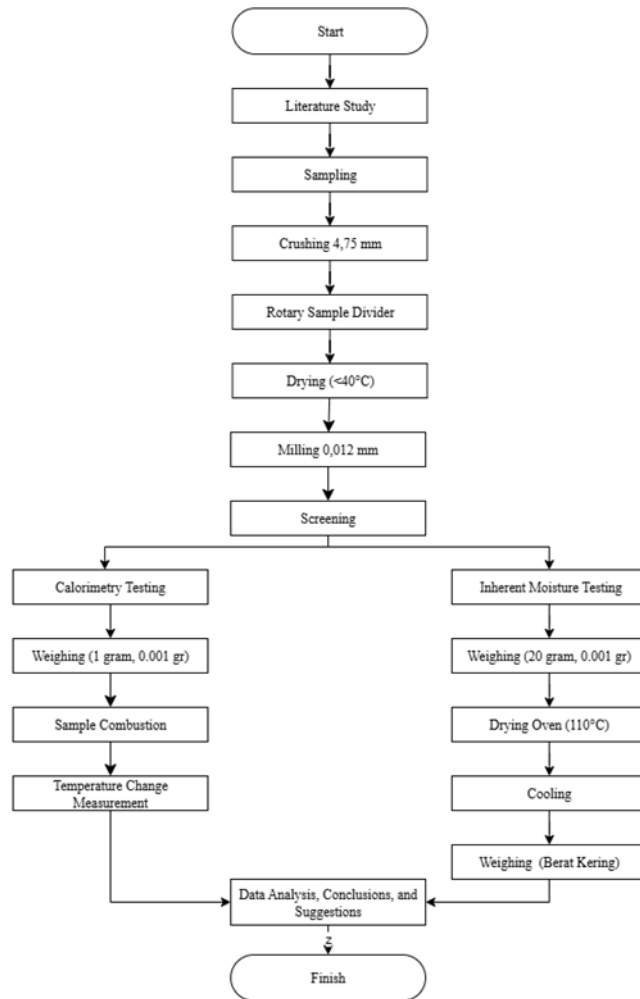 Start
Literature Study
Sampling
Crushing 4,75 mm
Rotary Sample Divider
Drying (<40°C)
Milling 0,012 mm
Screening
Calorimetry Testing
Weighing (1 gram, 0.001 gr)
Sample Combustion
Temperature Change
Measurement
Inherent Moisture Testing
Weighing (20 gram, 0.001 gr)
Drying Oven (110°C)
Cooling
Weighing (Berat Kering)
Data Analysis, Conclusions, and
Suggestions
z
Finish